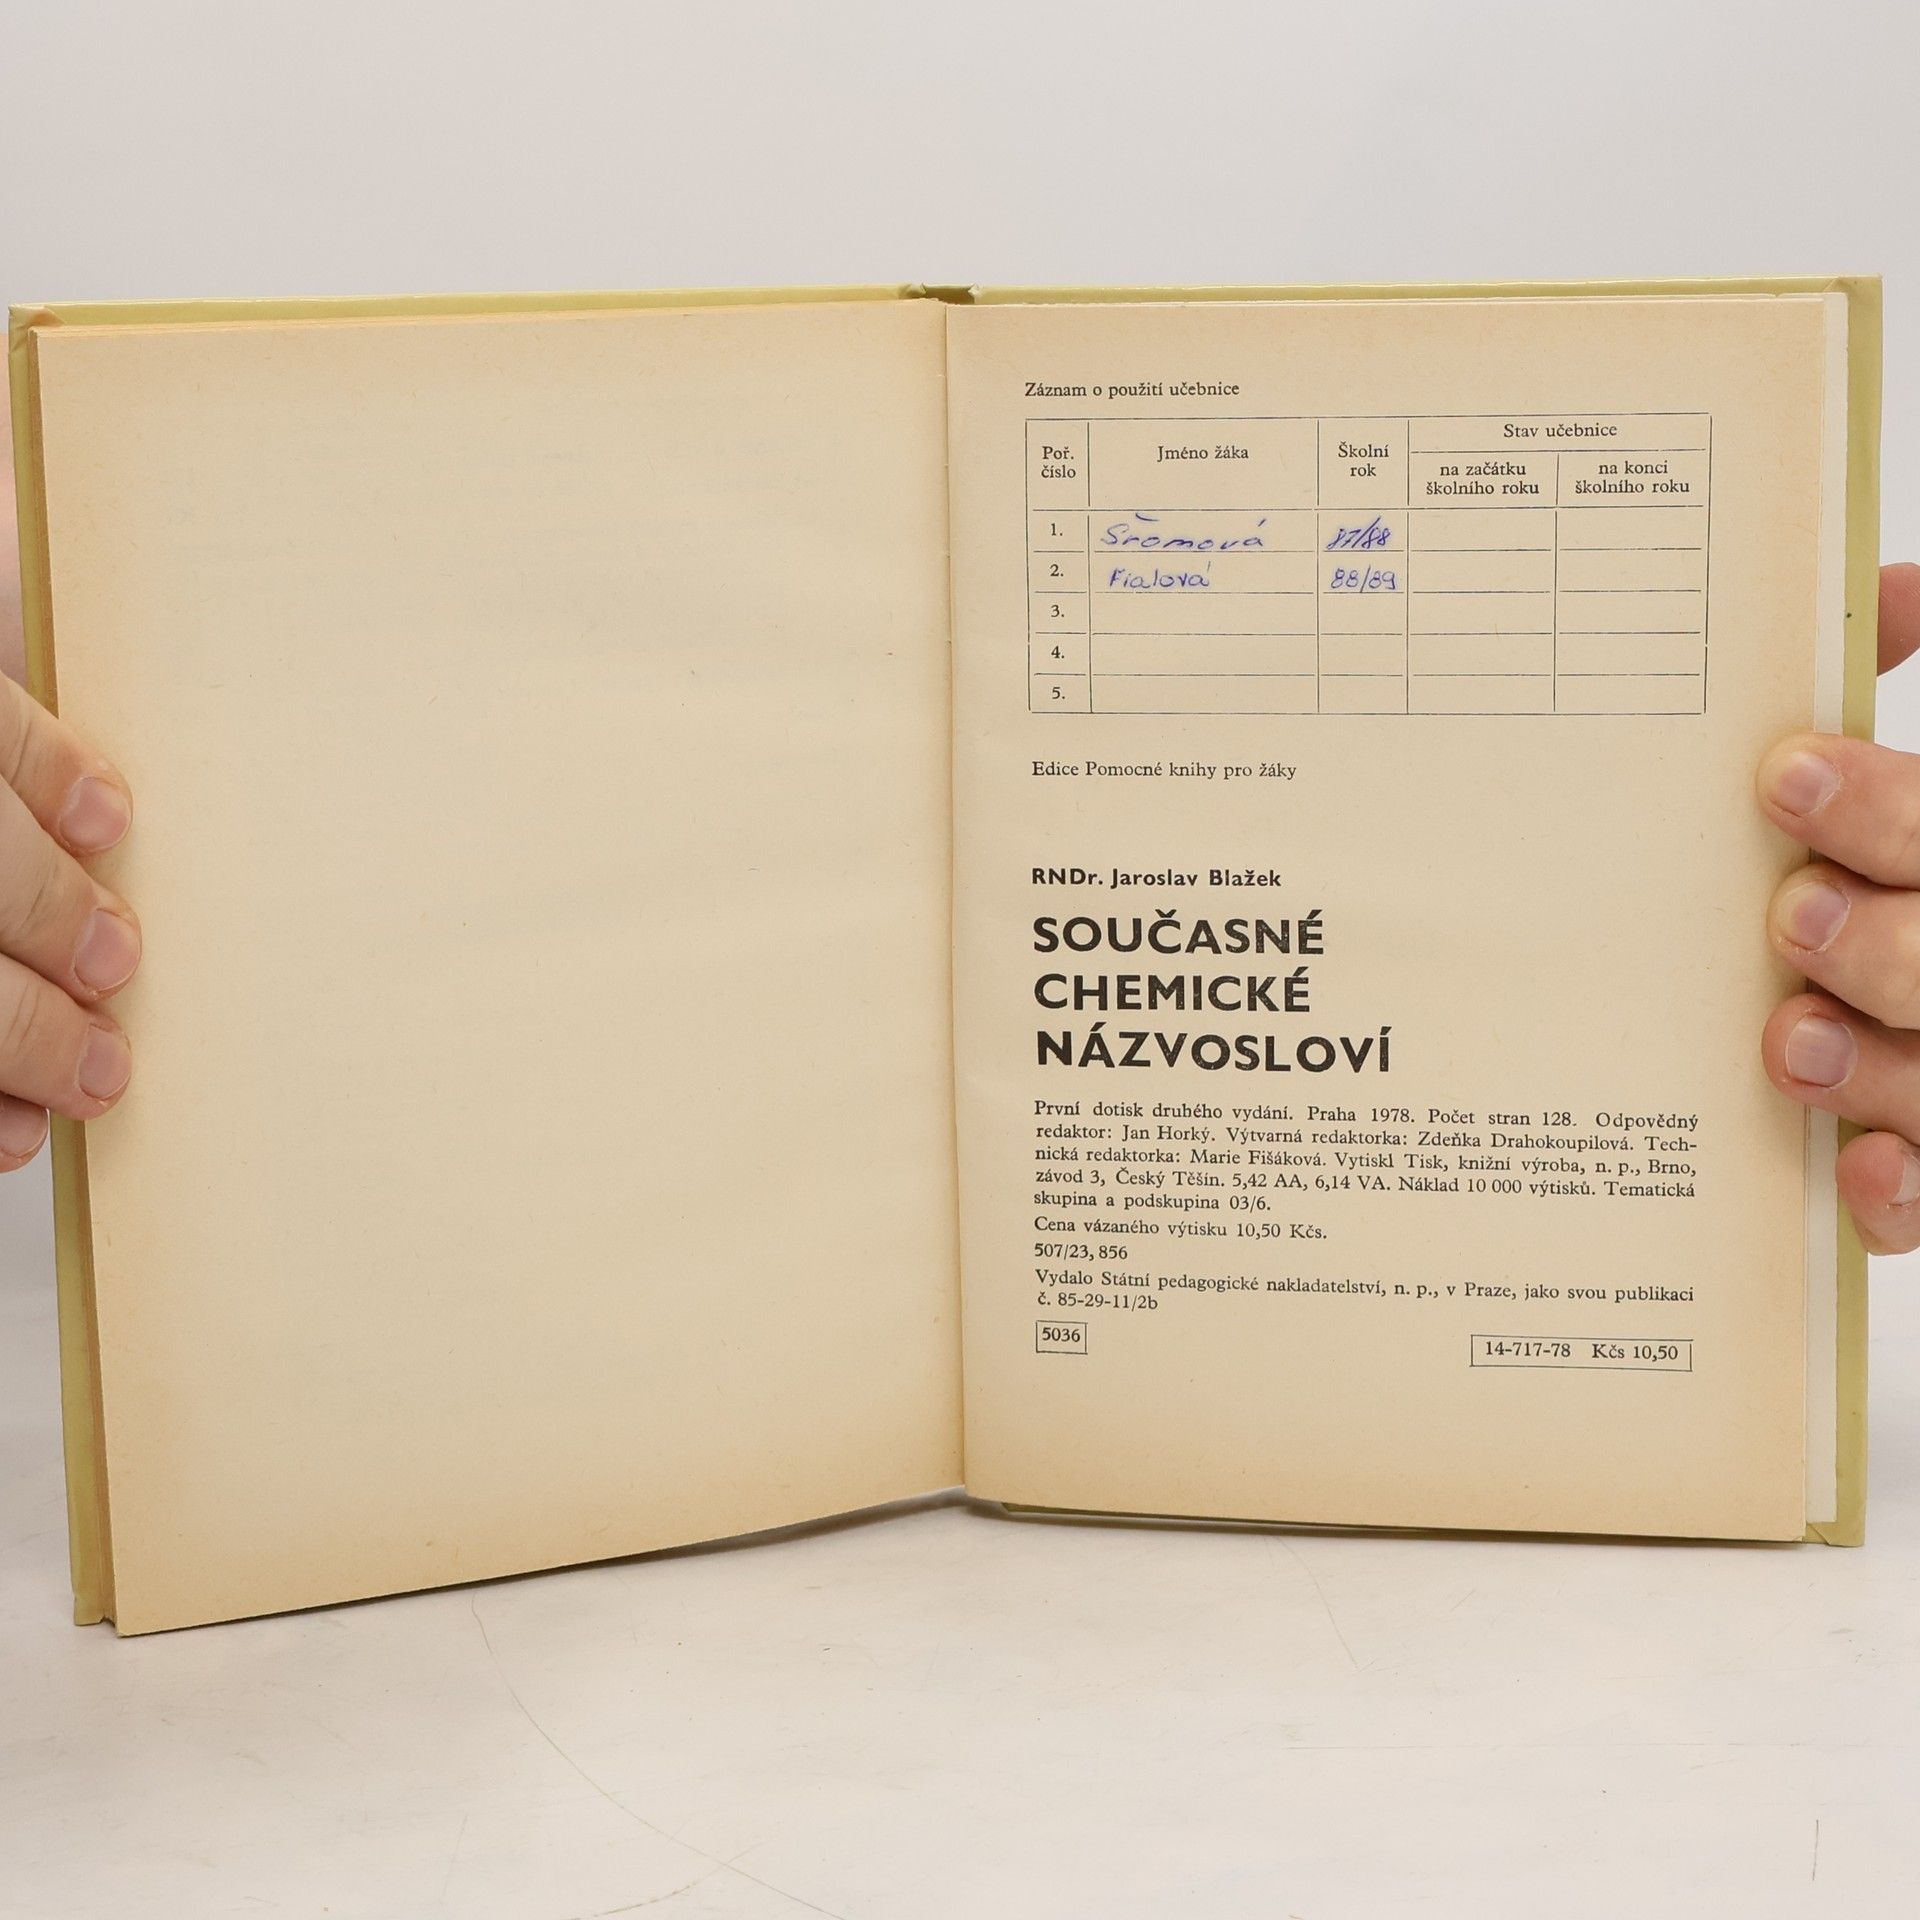 Záznam o použití učebnice
Poř. číslo Jméno žáka Školní rok Stav učebnice
na začátku školního roku na konci školního roku
1. Šromová 87/88
2. Fialová 88/89
3.
4.
5.
Edice Pomocné knihy pro žáky
RNDr. Jaroslav Blažek
SOUČASNÉ
CHEMICKÉ
NÁZVOSLOVÍ
První dotisk druhého vydání. Praha 1978. Počet stran 128. Odpovědný
redaktor: Jan Horký. Výtvarná redaktorka: Zdeňka Drahokoupilová. Tech-
nická redaktorka: Marie Fišáková. Vytiskl Tisk, knižní výroba, n. p., Brno,
závod 3, Český Těšín. 5,42 AA, 6,14 VA. Náklad 10 000 výtisků. Tematická
skupina a podskupina 03/6.
Cena vázaného výtisku 10,50 Kčs.
507/23, 856
Vydalo Státní pedagogické nakladatelství, n. p., v Praze, jako svou publikaci
č. 85-29-11/2b
5036 14-717-78 Kčs 10,50